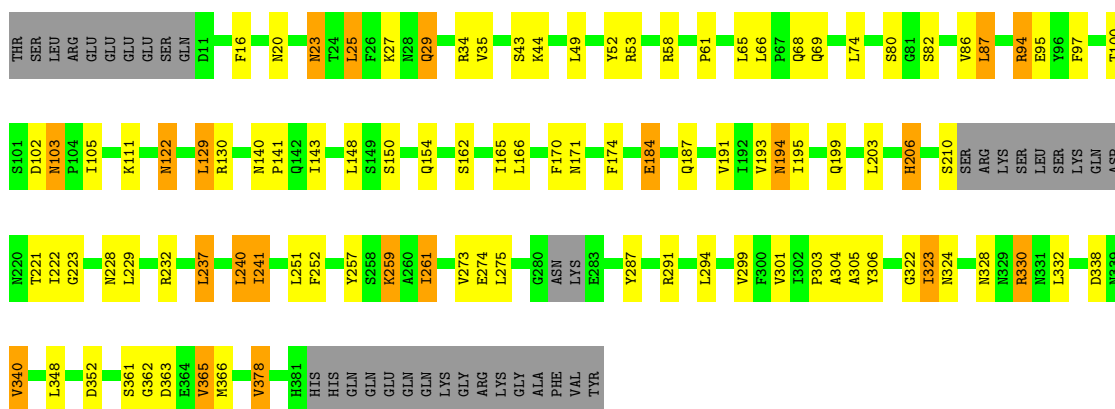 THR SER LEU ARG GLU GLU GLU GLU SER GLN D11 F16 N20 N23 T24 L25 F26 K27 N28 Q29 R34 V35 S43 K44 L49 Y52 R53 R58 P61 L65 L66 P67 Q68 Q69 L74 S80 G81 S82 V86 L87 R94 E95 Y96 F97 T100
S101 D102 N103 P104 I105 K111 N122 L129 R130 N140 P141 Q142 I143 L148 S149 S150 Q154 S162 I165 L166 F170 N171 F174 E184 Q187 V191 I192 V193 N194 I195 Q199 L203 H206 S210 SER ARG LYS SER LEU SER LYS GLN ASP
N220 T221 I222 G223 N228 L229 R232 L237 L240 I241 L251 F252 Y257 S258 K259 A260 I261 V273 E274 L275 G280 ASN LYS E283 Y287 R291 L294 V299 F300 V301 I302 P303 A304 A305 Y306 G322 I323 N324 N328 N329 R330 N331 L332 D338 N339
V340 L348 D352 S361 G362 D363 E364 V365 M366 V378 H381 HIS HIS GLN GLN GLU GLN GLN LYS GLY ARG LYS GLY ALA PHE VAL TYR